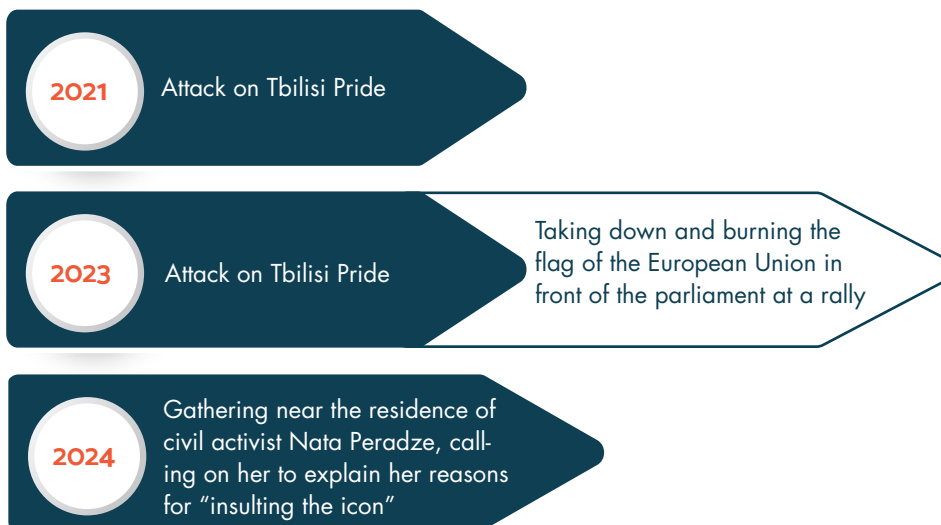 2021
Attack on Tbilisi Pride
2023
Attack on Tbilisi Pride
Taking down and burning the
flag of the European Union in
front of the parliament at a rally
2024
Gathering near the residence of
civil activist Nata Peradze, call-
ing on her to explain her reasons
for “insulting the icon”